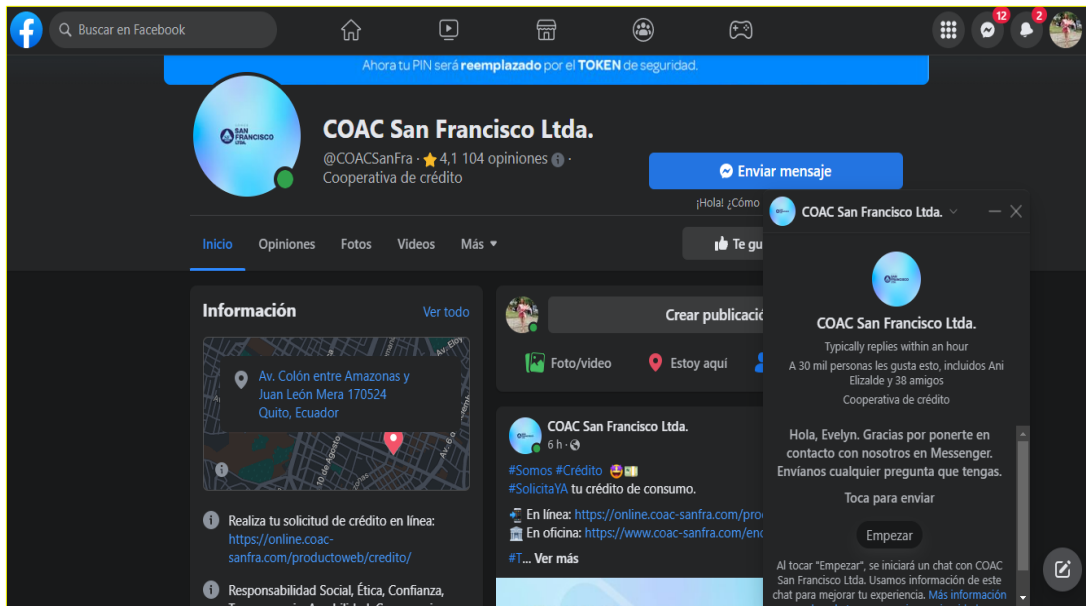 Buscar en Facebook
12
2
Ahora tu PIN será reemplazado por el TOKEN de seguridad.
SAN
FRANCISCO
LTDA.
COAC San Francisco Ltda.
@COACSanFra · 4,1 104 opiniones ·
Cooperativa de crédito
Enviar mensaje
¡Hola! ¿Cómo
Inicio
Opiniones
Fotos
Videos
Más
Te gu
Información
Ver todo
Av. Colón entre Amazonas y
Juan León Mera 170524
Quito, Ecuador
10 de Agosto
Realiza tu solicitud de crédito en línea:
https://online.coac-
sanfra.com/productoweb/credito/
Responsabilidad Social, Ética, Confianza,
Crear publicació
Foto/video
Estoy aquí
COAC San Francisco Ltda.
6 h ·
#Somos #Crédito
#SolicitaYA tu crédito de consumo.
En línea: https://online.coac-sanfra.com/pro
En oficina: https://www.coac-sanfra.com/enc
#T... Ver más
COAC San Francisco Ltda.
COAC San Francisco Ltda.
Typically replies within an hour
A 30 mil personas les gusta esto, incluidos Ani
Elizalde y 38 amigos
Cooperativa de crédito
Hola, Evelyn. Gracias por ponerte en
contacto con nosotros en Messenger.
Envíanos cualquier pregunta que tengas.
Toca para enviar
Empezar
Al tocar "Empezar", se iniciará un chat con COAC
San Francisco Ltda. Usamos información de este
chat para mejorar tu experiencia. Más información